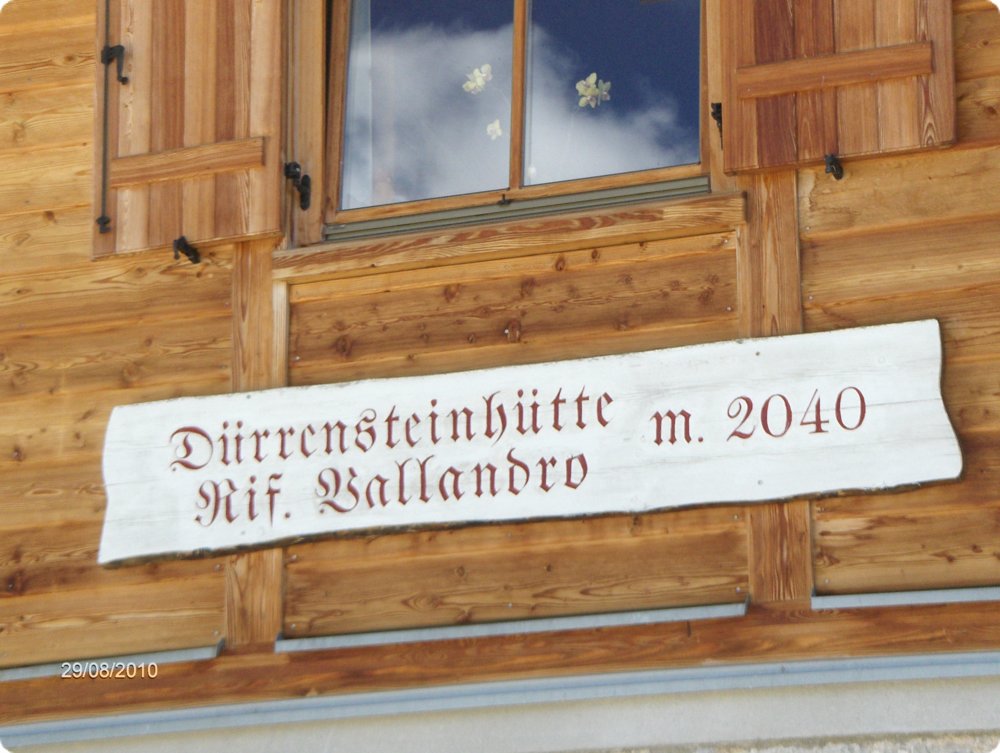 Dürrensteinhütte m. 2040
Rif. Vallandro
29/08/2010